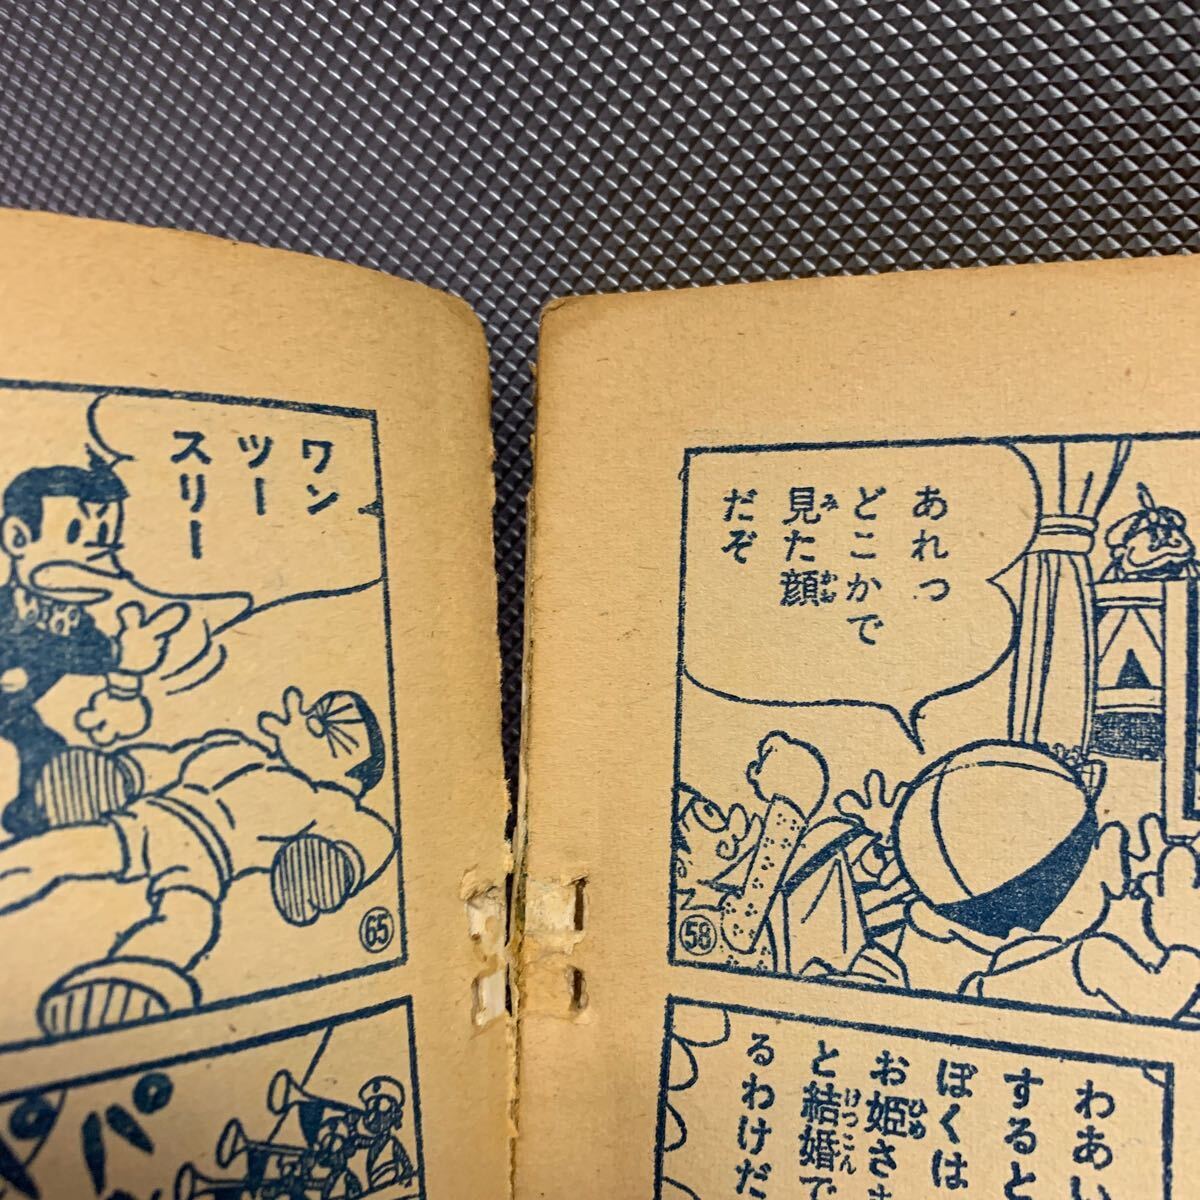 あれっ
どこかで
見た顔
だぞ
58
わあい
すると
ぼくは
お姫さま
と結婚で
るわけだ
ワン
ツー
スリー
65